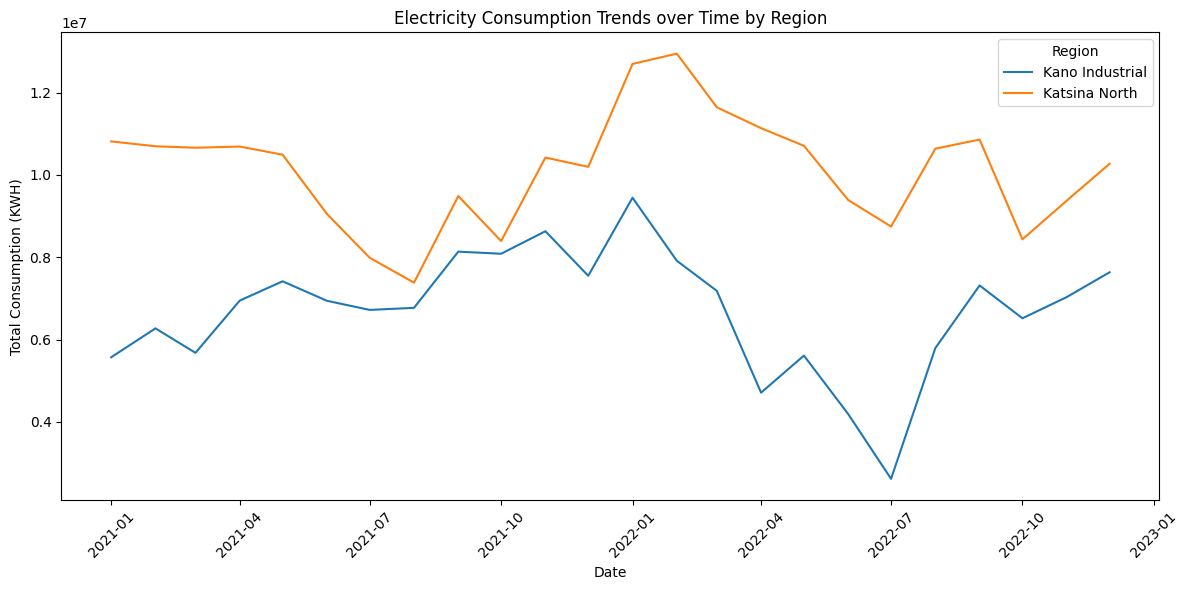 Electricity Consumption Trends over Time by Region
1e7
Region
Kano Industrial
Katsina North
1.2
1.0
0.8
0.6
0.4
Total Consumption (KWH)
2021-01
2021-04
2021-07
2021-10
2022-01
2022-04
2022-07
2022-10
2023-01
Date